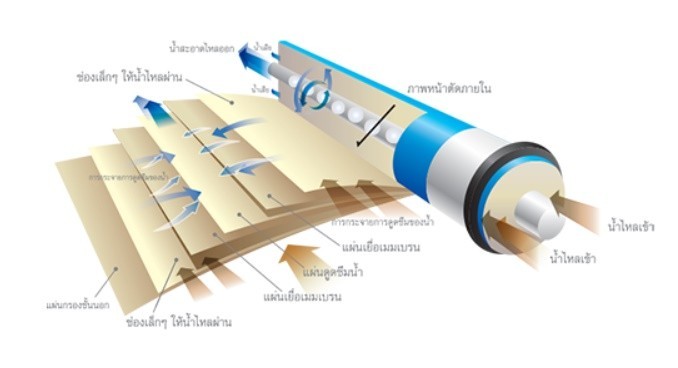 น้ำสะอาดไหลออก
น้ำเสีย
ช่องเล็กๆ ให้น้ำไหลผ่าน
น้ำเสีย
ภาพหน้าตัดภายใน
การกระจายการดูดซึมของน้ำ
การกระจายการดูดซึมของน้ำ
น้ำไหลเข้า
แผ่นเยื่อเมมเบรน
น้ำไหลเข้า
แผ่นดูดซึมน้ำ
แผ่นเยื่อเมมเบรน
แผ่นกรองชั้นนอก
ช่องเล็กๆ ให้น้ำไหลผ่าน